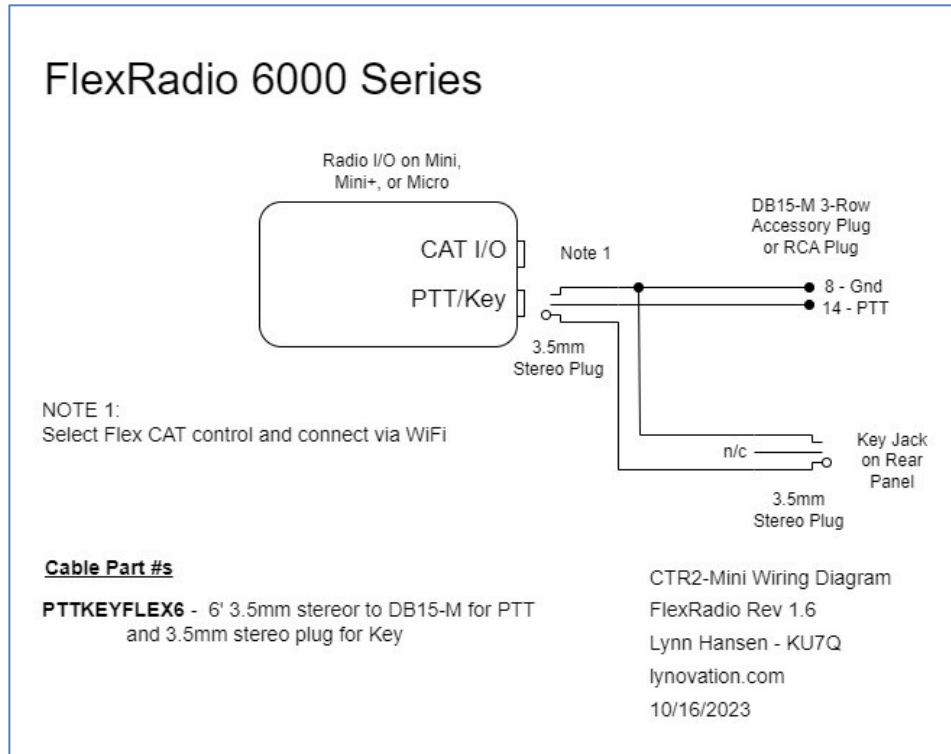 FlexRadio 6000 Series
Radio I/O on Mini,
Mini+, or Micro
CAT I/O
PTT/Key
Note 1
DB15-M 3-Row
Accessory Plug
or RCA Plug
8 - Gnd
14 - PTT
3.5mm
Stereo Plug
NOTE 1:
Select Flex CAT control and connect via WiFi
n/c
Key Jack
on Rear
Panel
3.5mm
Stereo Plug
Cable Part #s
PTTKEYFLEX6 - 6' 3.5mm stereor to DB15-M for PTT
and 3.5mm stereo plug for Key
CTR2-Mini Wiring Diagram
FlexRadio Rev 1.6
Lynn Hansen - KU7Q
lynovation.com
10/16/2023